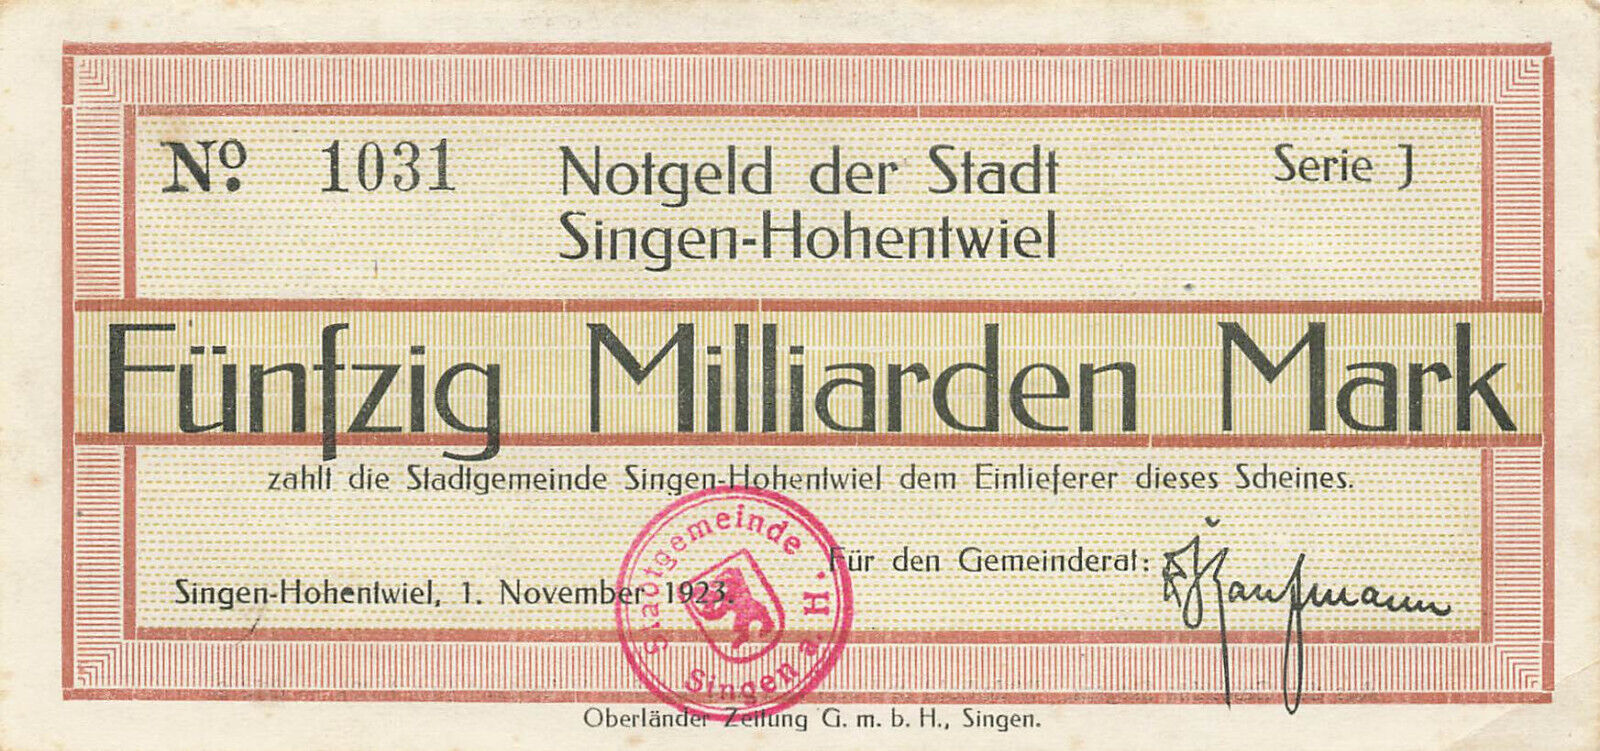 Nº. 1031 Notgeld der Stadt Serie J
Singen-Hohentwiel
Fünfzig Milliarden Mark
zahlt die Stadtgemeinde Singen-Hohentwiel dem Einlieferer dieses Scheines.
Für den Gemeinderat: Kaufmann
Singen-Hohentwiel, 1. November 1923.
Stadtgemeinde
Singen a. H.
Oberländer Zeitung G. m. b. H., Singen.